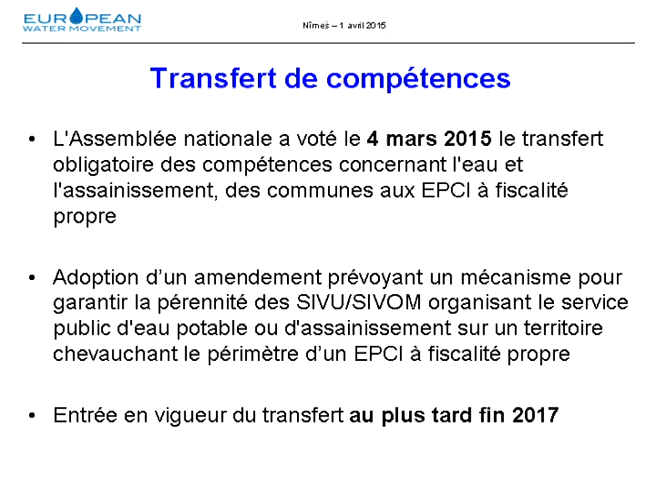 EUROPEAN
WATER MOVEMENT
Nîmes – 1 avril 2015
Transfert de compétences
• L'Assemblée nationale a voté le 4 mars 2015 le transfert
obligatoire des compétences concernant l'eau et
l'assainissement, des communes aux EPCI à fiscalité
propre
• Adoption d’un amendement prévoyant un mécanisme pour
garantir la pérennité des SIVU/SIVOM organisant le service
public d'eau potable ou d'assainissement sur un territoire
chevauchant le périmètre d’un EPCI à fiscalité propre
• Entrée en vigueur du transfert au plus tard fin 2017